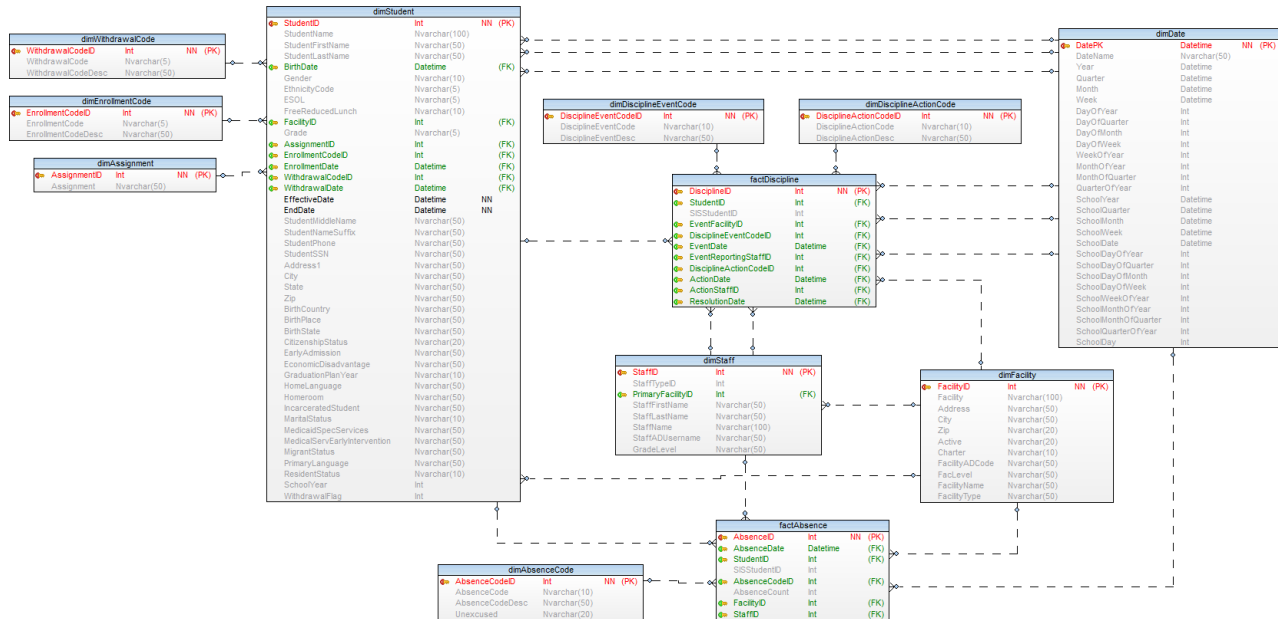 dimWithdrawalCode
WithdrawalCodeID Int NN (PK)
WithdrawalCode Nvarchar(5)
WithdrawalCodeDesc Nvarchar(50)
dimEnrollmentCode
EnrollmentCodeID Int NN (PK)
EnrollmentCode Nvarchar(5)
EnrollmentCodeDesc Nvarchar(50)
dimAssignment
AssignmentID Int NN (PK)
Assignment Nvarchar(50)
dimStudent
StudentID Int NN (PK)
StudentName Nvarchar(100)
StudentFirstName Nvarchar(50)
StudentLastName Nvarchar(50)
BirthDate Datetime (FK)
Gender Nvarchar(10)
EthnicityCode Nvarchar(5)
ESOL Nvarchar(5)
FreeReducedLunch Nvarchar(10)
FacilityID Int (FK)
Grade Nvarchar(5)
AssignmentID Int (FK)
EnrollmentCodeID Int (FK)
EnrollmentDate Datetime (FK)
WithdrawalCodeID Int (FK)
WithdrawalDate Datetime (FK)
EffectiveDate Datetime NN
EndDate Datetime NN
StudentMiddleName Nvarchar(50)
StudentNameSuffix Nvarchar(50)
StudentPhone Nvarchar(50)
StudentSSN Nvarchar(50)
Address1 Nvarchar(50)
City Nvarchar(50)
State Nvarchar(50)
Zip Nvarchar(50)
BirthCountry Nvarchar(50)
BirthPlace Nvarchar(50)
BirthState Nvarchar(50)
CitizenshipStatus Nvarchar(20)
EarlyAdmission Nvarchar(50)
EconomicDisadvantage Nvarchar(50)
GraduationPlanYear Nvarchar(10)
HomeLanguage Nvarchar(50)
Homeroom Nvarchar(50)
IncarceratedStudent Nvarchar(50)
MaritalStatus Nvarchar(10)
MedicaidSpecServices Nvarchar(50)
MedicalServEarlyIntervention Nvarchar(50)
MigrantStatus Nvarchar(50)
PrimaryLanguage Nvarchar(50)
ResidentStatus Nvarchar(10)
SchoolYear Int
WithdrawalFlag Int
dimDisciplineEventCode
DisciplineEventCodeID Int NN (PK)
DisciplineEventCode Nvarchar(10)
DisciplineEventDesc Nvarchar(50)
dimDisciplineActionCode
DisciplineActionCodeID Int NN (PK)
DisciplineActionCode Nvarchar(10)
DisciplineActionDesc Nvarchar(50)
factDiscipline
DisciplineID Int NN (PK)
StudentID Int (FK)
SISStudentID Int
EventFacilityID Int (FK)
DisciplineEventCodeID Int (FK)
EventDate Datetime (FK)
EventReportingStaffID Int (FK)
DisciplineActionCodeID Int (FK)
ActionDate Datetime (FK)
ActionStaffID Int (FK)
ResolutionDate Datetime (FK)
dimDate
DatePK Datetime NN (PK)
DateName Nvarchar(50)
Year Datetime
Quarter Datetime
Month Datetime
Week Datetime
DayOfYear Int
DayOfQuarter Int
DayOfMonth Int
DayOfWeek Int
WeekOfYear Int
MonthOfYear Int
MonthOfQuarter Int
QuarterOfYear Int
SchoolYear Datetime
SchoolQuarter Datetime
SchoolMonth Datetime
SchoolWeek Datetime
SchoolDate Datetime
SchoolDayOfYear Int
SchoolDayOfQuarter Int
SchoolDayOfMonth Int
SchoolDayOfWeek Int
SchoolWeekOfYear Int
SchoolMonthOfYear Int
SchoolMonthOfQuarter Int
SchoolQuarterOfYear Int
SchoolDay Int
dimStaff
StaffID Int NN (PK)
StaffTypeID Int
PrimaryFacilityID Int (FK)
StaffFirstName Nvarchar(50)
StaffLastName Nvarchar(50)
StaffName Nvarchar(100)
StaffADUsername Nvarchar(50)
GradeLevel Nvarchar(50)
dimFacility
FacilityID Int NN (PK)
Facility Nvarchar(100)
Address Nvarchar(50)
City Nvarchar(50)
Zip Nvarchar(20)
Active Nvarchar(20)
Charter Nvarchar(10)
FacilityADCode Nvarchar(50)
FacLevel Nvarchar(50)
FacilityName Nvarchar(50)
FacilityType Nvarchar(50)
factAbsence
AbsenceID Int NN (PK)
AbsenceDate Datetime (FK)
StudentID Int (FK)
SISStudentID Int
AbsenceCodeID Int (FK)
AbsenceCount Int
FacilityID Int (FK)
StaffID Int (FK)
dimAbsenceCode
AbsenceCodeID Int NN (PK)
AbsenceCode Nvarchar(10)
AbsenceCodeDesc Nvarchar(50)
Unexcused Nvarchar(20)